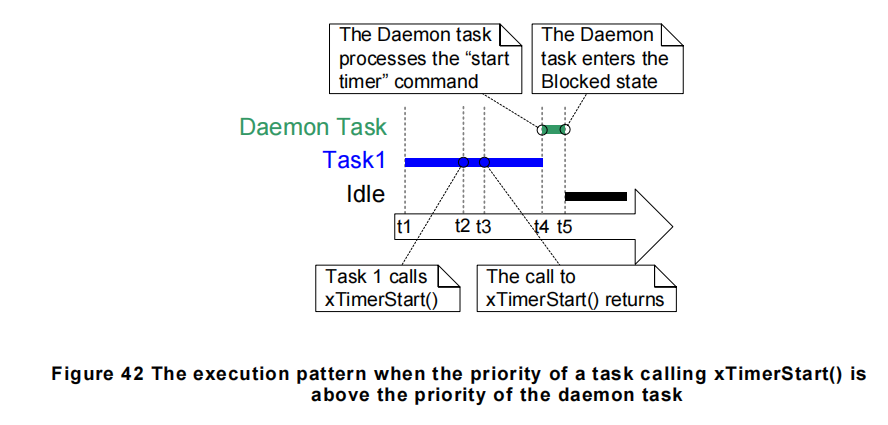 The Daemon task
processes the “start
timer” command
The Daemon
task enters the
Blocked state
Daemon Task
Task1
Idle
t1 t2 t3 t4 t5
Task 1 calls
xTimerStart()
The call to
xTimerStart() returns
Figure 42 The execution pattern when the priority of a task calling xTimerStart() is
above the priority of the daemon task